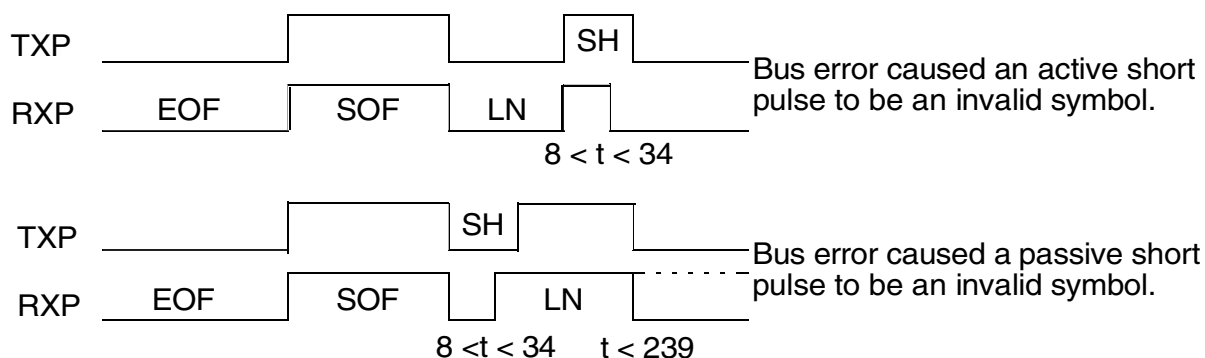 TXP SH
Bus error caused an active short
pulse to be an invalid symbol.
RXP EOF SOF LN
8 < t < 34
TXP SH
Bus error caused a passive short
pulse to be an invalid symbol.
RXP EOF SOF LN
8 <t < 34 t < 239